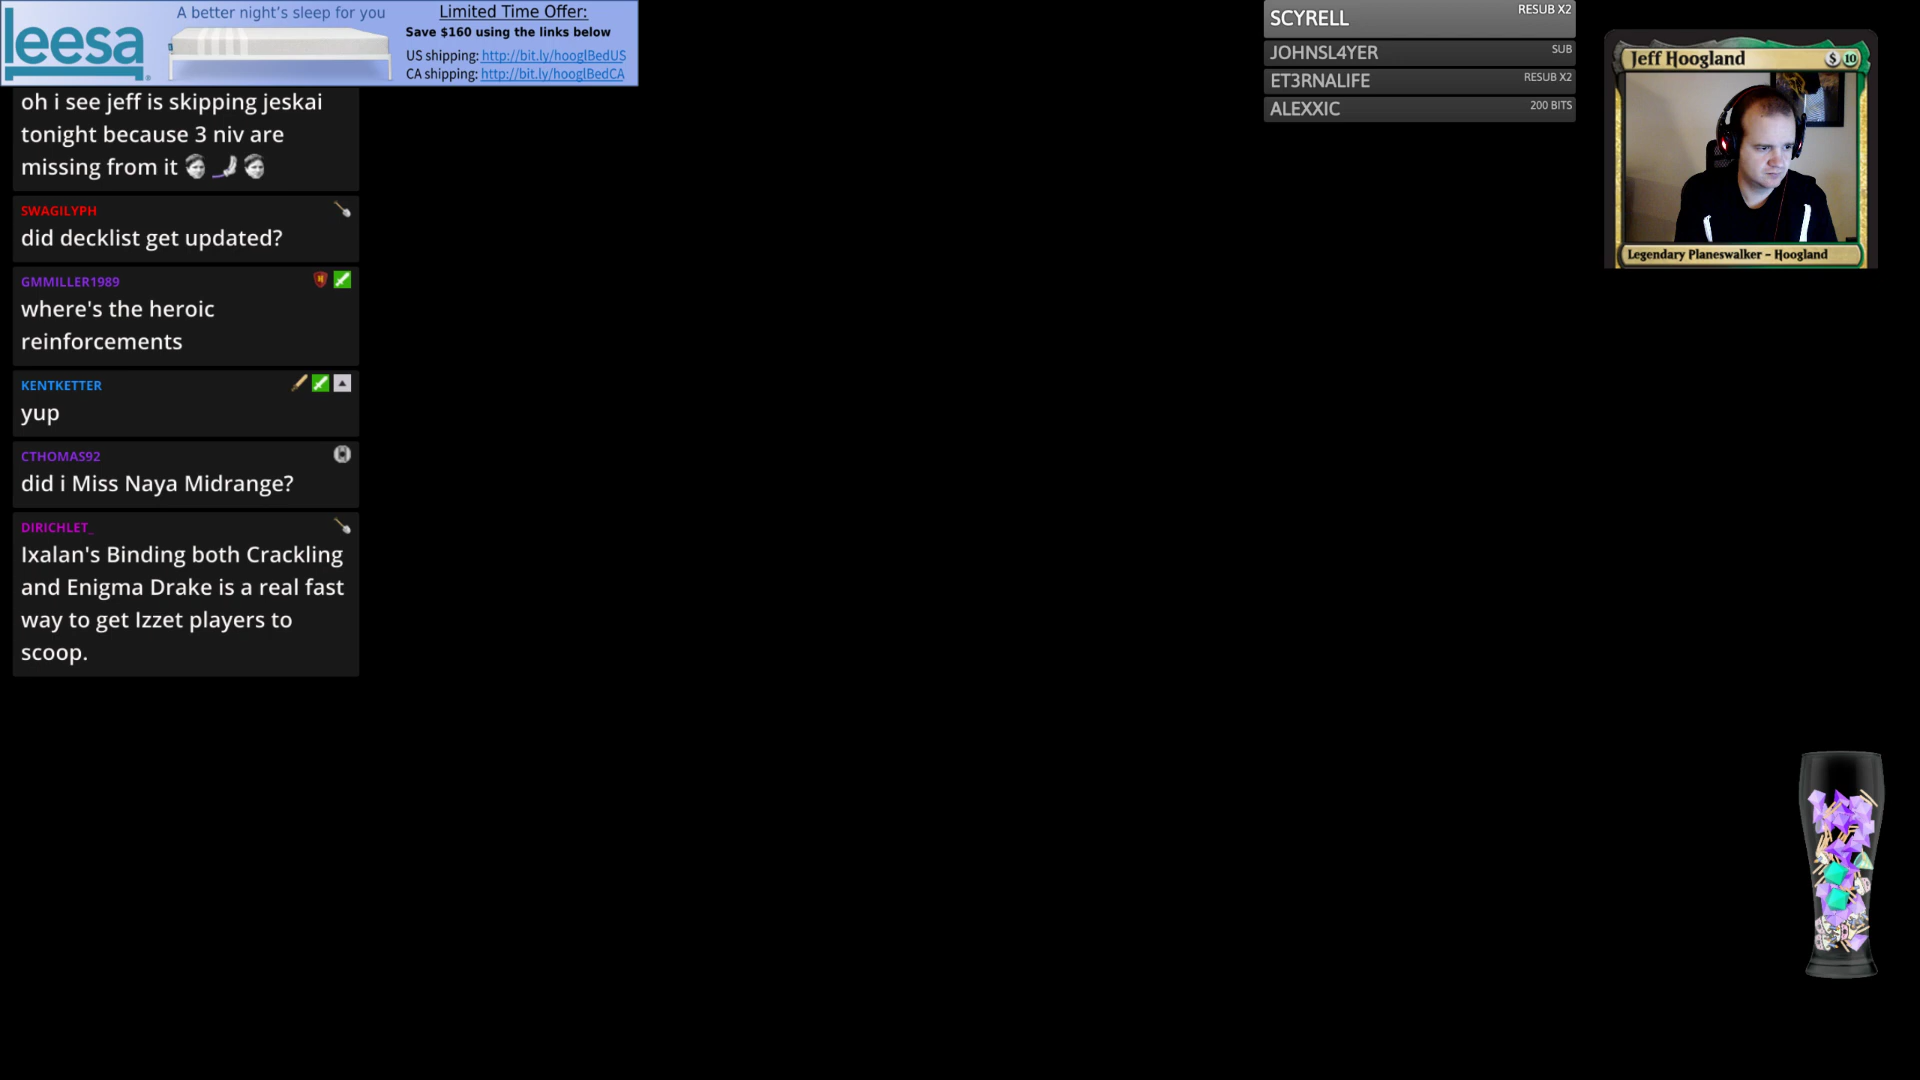 leesa
A better night's sleep for you
Limited Time Offer:
Save $160 using the links below
US shipping: http://bit.ly/hooglBedUS
CA shipping: http://bit.ly/hooglBedCA
oh i see jeff is skipping jeskai
tonight because 3 niv are
missing from it
SWAGILYPH
did decklist get updated?
GMMILLER1989
where's the heroic
reinforcements
KENTKETTER
yup
CTHOMAS92
did i Miss Naya Midrange?
DIRICHLET_
Ixalan's Binding both Crackling
and Enigma Drake is a real fast
way to get Izzet players to
scoop.
SCYRELL RESUB X2
JOHNSL4YER SUB
ET3RNALIFE RESUB X2
ALEXXIC 200 BITS
Jeff Hoogland $ 10
Legendary Planeswalker – Hoogland